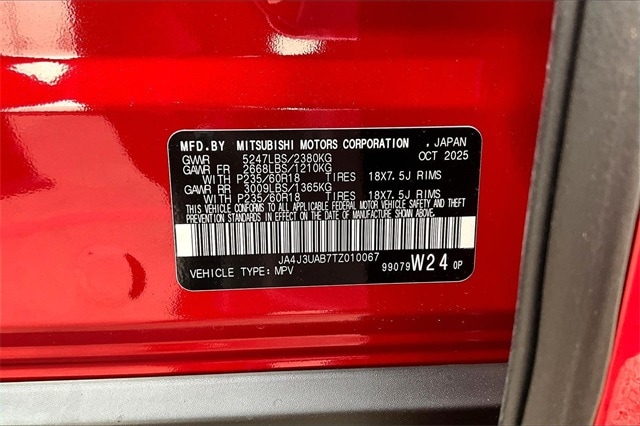 MFD.BY MITSUBISHI MOTORS CORPORATION , JAPAN
GVWR 5247LBS/2380KG OCT 2025
GAWR FR 2668LBS/1210KG
WITH P235/60R18 TIRES 18X7.5J RIMS
GAWR RR 3009LBS/1365KG
WITH P235/60R18 TIRES 18X7.5J RIMS
THIS VEHICLE CONFORMS TO ALL APPLICABLE FEDERAL MOTOR VEHICLE SAFETY AND THEFT
PREVENTION STANDARDS IN EFFECT ON THE DATE OF MANUFACTURE SHOWN ABOVE.
JA4J3UAB7TZ010067
VEHICLE TYPE: MPV 99079 W24 0P